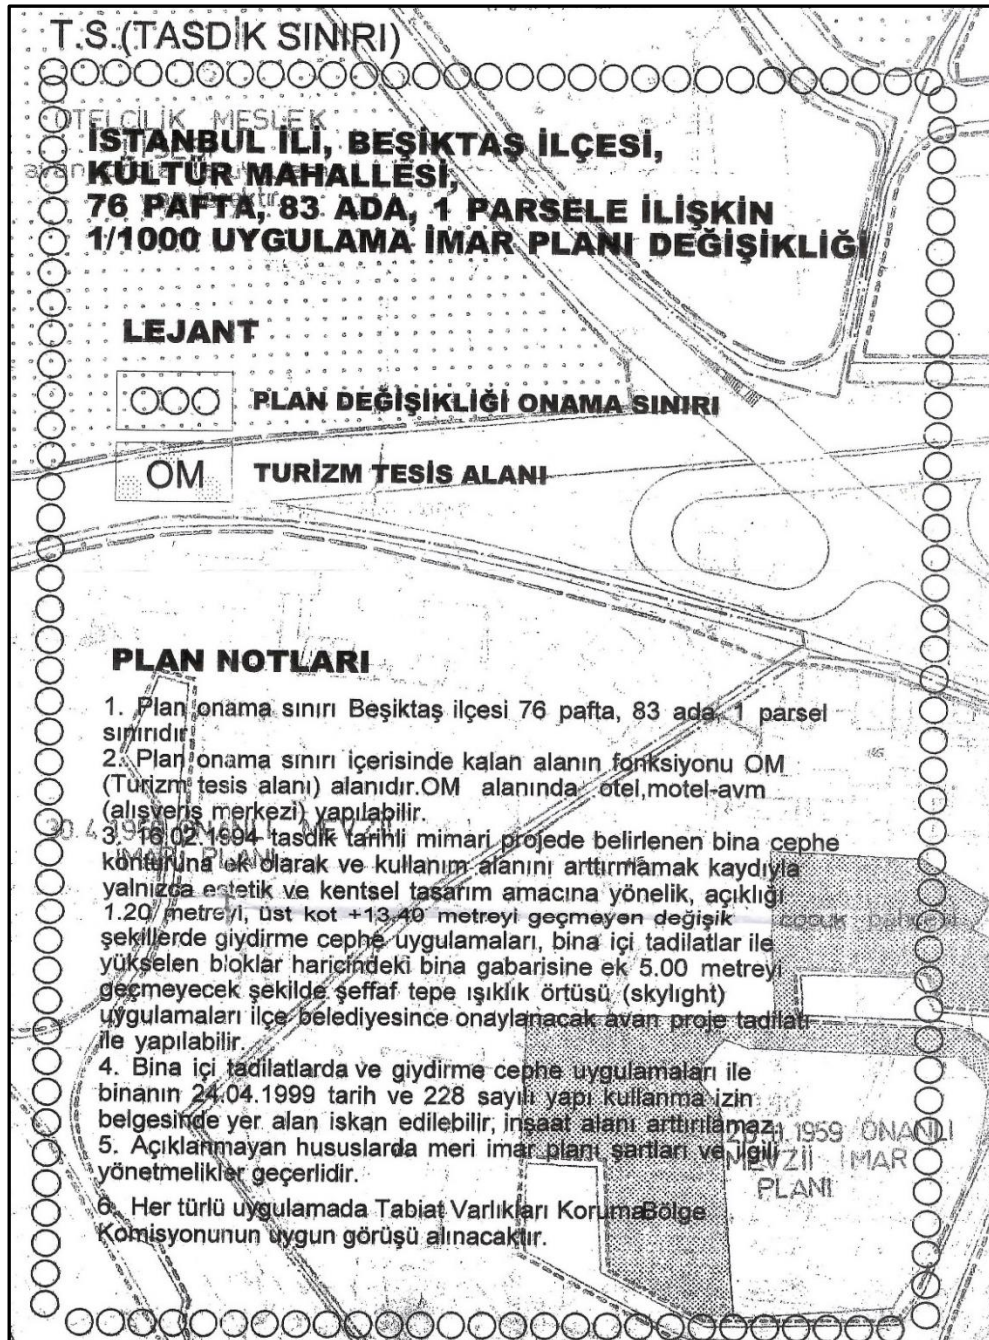 T.S.(TASDİK SINIRI)
OTELCİLİK MESLEK
İSTANBUL İLİ, BEŞİKTAŞ İLÇESİ,
KÜLTÜR MAHALLESİ,
76 PAFTA, 83 ADA, 1 PARSELE İLİŞKİN
1/1000 UYGULAMA İMAR PLANI DEĞİŞİKLİĞİ
LEJANT
PLAN DEĞİŞİKLİĞİ ONAMA SINIRI
OM TURİZM TESİS ALANI
PLAN NOTLARI
1. Plan onama sınırı Beşiktaş ilçesi 76 pafta, 83 ada, 1 parsel
sınırıdır.
2. Plan onama sınırı içerisinde kalan alanın fonksiyonu OM
(Turizm tesis alanı) alanıdır.OM alanında otel,motel-avm
(alışveriş merkezi) yapılabilir.
3. 16.02.1994 tasdik tarihli mimari projede belirlenen bina cephe
konturuna ek olarak ve kullanım alanını arttırmamak kaydıyla
yalnızca estetik ve kentsel tasarım amacına yönelik, açıklığı
1.20 metreyi, üst kot +13.40 metreyi geçmeyen değişik
şekillerde giydirme cephe uygulamaları, bina içi tadilatlar ile
yükselen bloklar haricindeki bina gabarisine ek 5.00 metreyi
geçmeyecek şekilde şeffaf tepe ışıklık örtüsü (skylıght)
uygulamaları ilçe belediyesince onaylanacak avan proje tadilatı
ile yapılabilir.
4. Bina içi tadilatlarda ve giydirme cephe uygulamaları ile
binanın 24.04.1999 tarih ve 228 sayılı yapı kullanma izin
belgesinde yer alan iskan edilebilir, inşaat alanı arttırılamaz.
5. Açıklanmayan hususlarda meri imar planı şartları ve ilgili
yönetmelikler geçerlidir.
6. Her türlü uygulamada Tabiat Varlıkları Koruma Bölge
Komisyonunun uygun görüşü alınacaktır.
İMAR PLANI
çocuk bahçesi
1959 ONANLI
MEVZİİ İMAR
PLANI